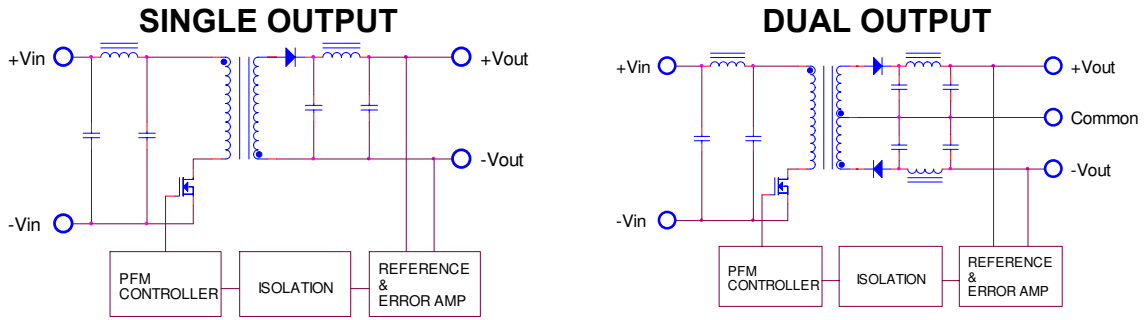 SINGLE OUTPUT
+Vin
+Vout
-Vout
-Vin
PFM
CONTROLLER
ISOLATION
REFERENCE
&
ERROR AMP
DUAL OUTPUT
+Vin
+Vout
Common
-Vout
-Vin
PFM
CONTROLLER
ISOLATION
REFERENCE
&
ERROR AMP